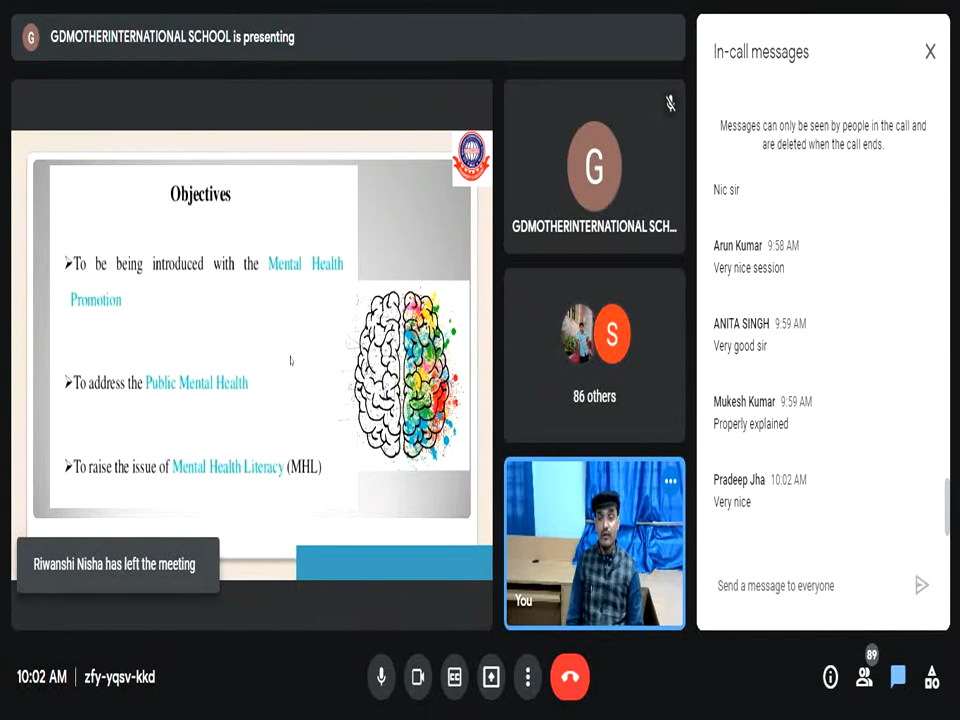 G GDMOTHERINTERNATIONAL SCHOOL is presenting
Objectives
➢To be being introduced with the Mental Health
Promotion
➢To address the Public Mental Health
➢To raise the issue of Mental Health Literacy (MHL)
Riwanshi Nisha has left the meeting
G
GDMOTHERINTERNATIONAL SCH...
S
86 others
You
In-call messages
Messages can only be seen by people in the call and
are deleted when the call ends.
Nic sir
Arun Kumar 9:58 AM
Very nice session
ANITA SINGH 9:59 AM
Very good sir
Mukesh Kumar 9:59 AM
Properly explained
Pradeep Jha 10:02 AM
Very nice
Send a message to everyone
10:02 AM | zfy-yqsv-kkd
CC
89